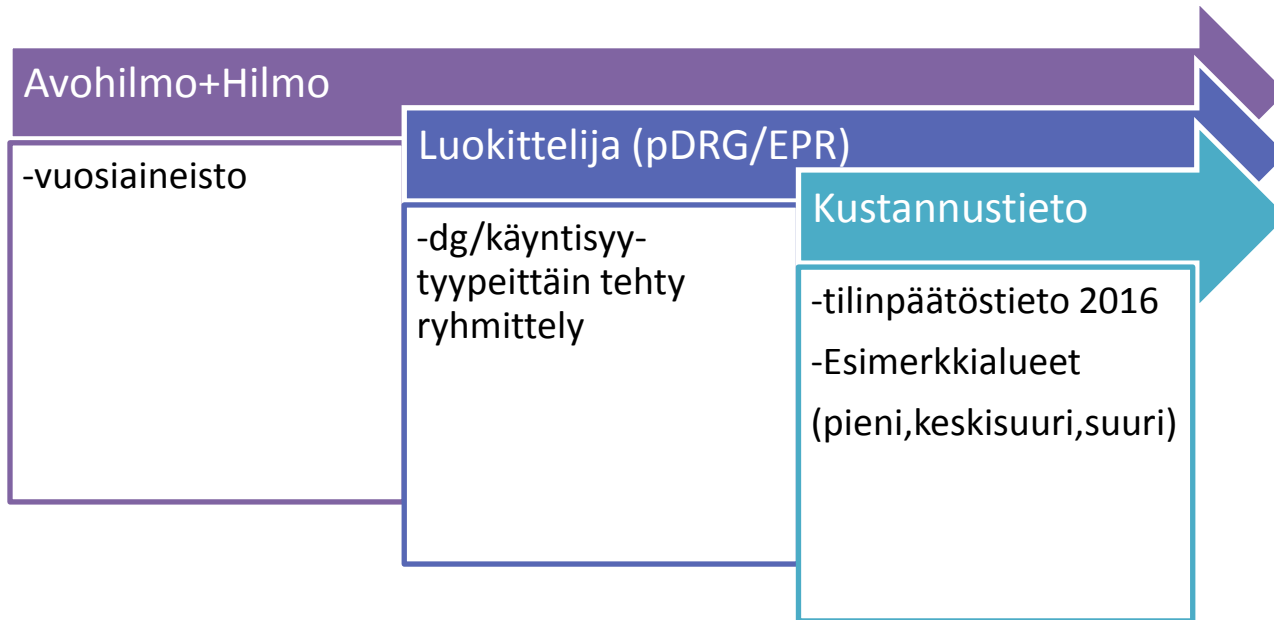 Avohilmo+Hilmo
-vuosiaineisto
Luokittelija (pDRG/EPR)
-dg/käyntisyy-
tyypeittäin tehty
ryhmittely
Kustannustieto
-tilinpäätöstieto 2016
-Esimerkkialueet
(pieni,keskisuuri,suuri)